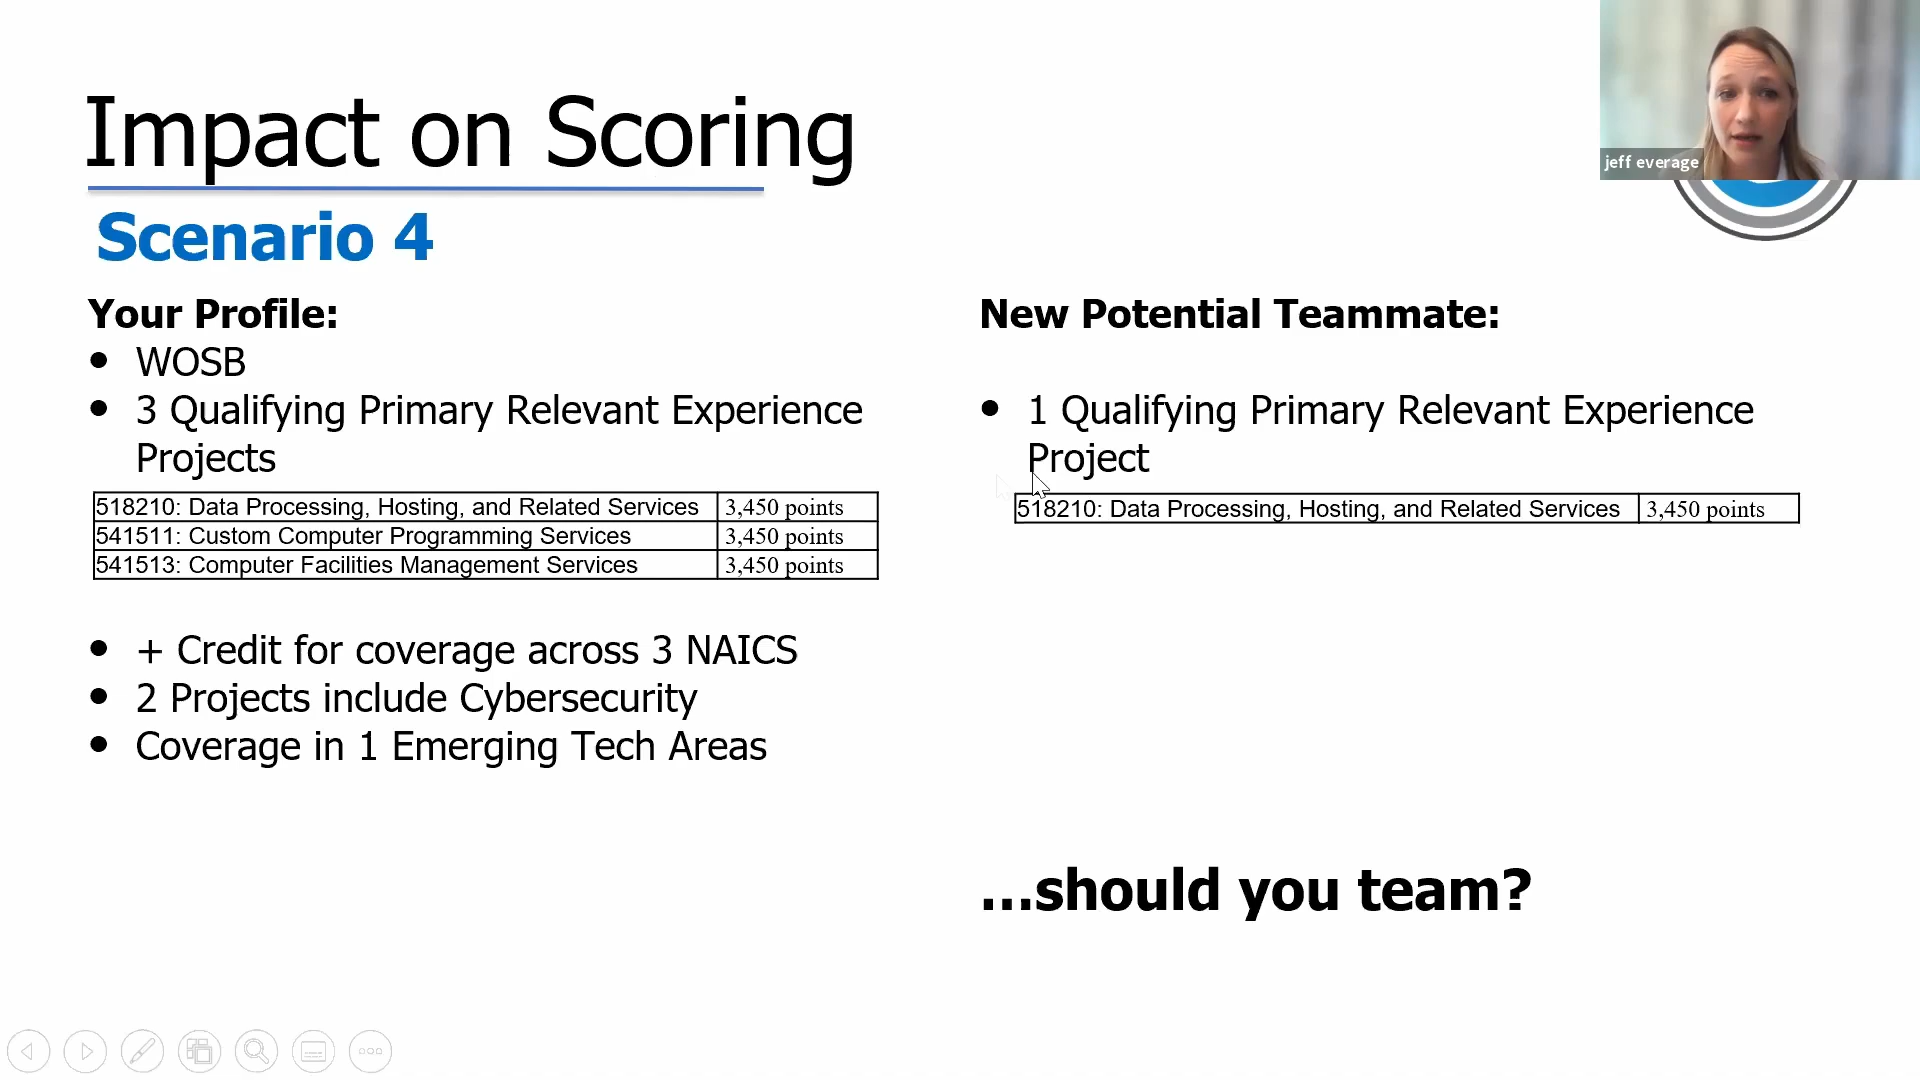 Impact on Scoring
jeff everage
Scenario 4
Your Profile:
• WOSB
• 3 Qualifying Primary Relevant Experience
Projects
518210: Data Processing, Hosting, and Related Services 3,450 points
541511: Custom Computer Programming Services 3,450 points
541513: Computer Facilities Management Services 3,450 points
• + Credit for coverage across 3 NAICS
• 2 Projects include Cybersecurity
• Coverage in 1 Emerging Tech Areas
New Potential Teammate:
• 1 Qualifying Primary Relevant Experience
Project
518210: Data Processing, Hosting, and Related Services 3,450 points
...should you team?